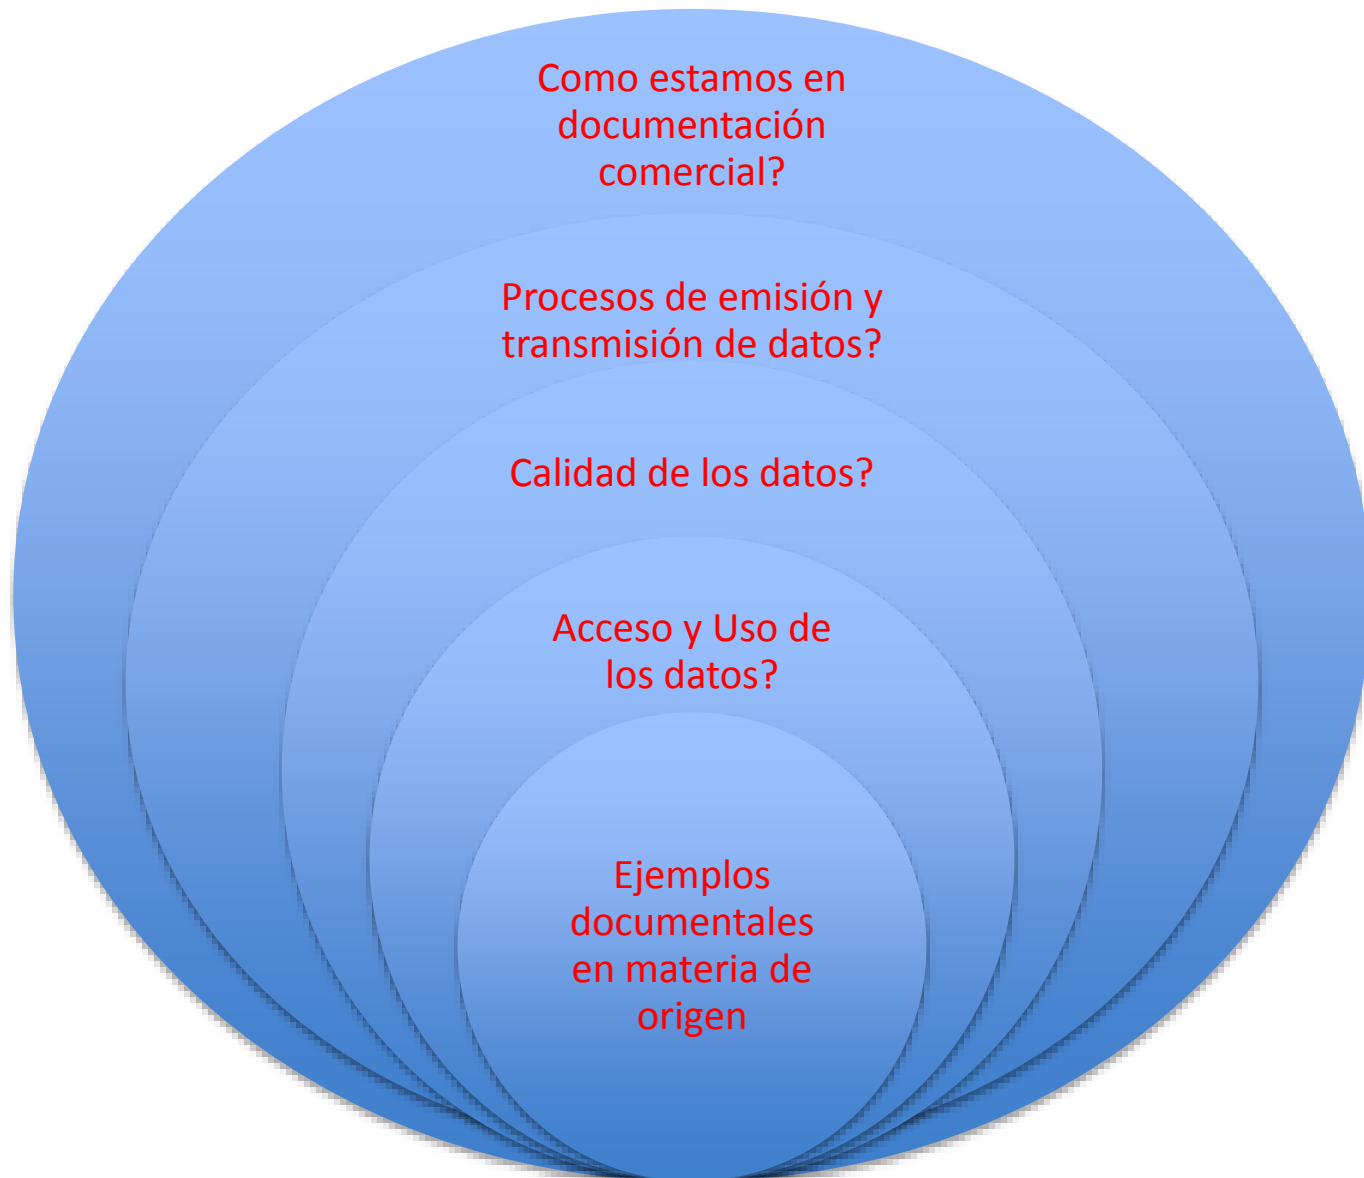 Como estamos en
documentación
comercial?
Procesos de emisión y
transmisión de datos?
Calidad de los datos?
Acceso y Uso de
los datos?
Ejemplos
documentales
en materia de
origen